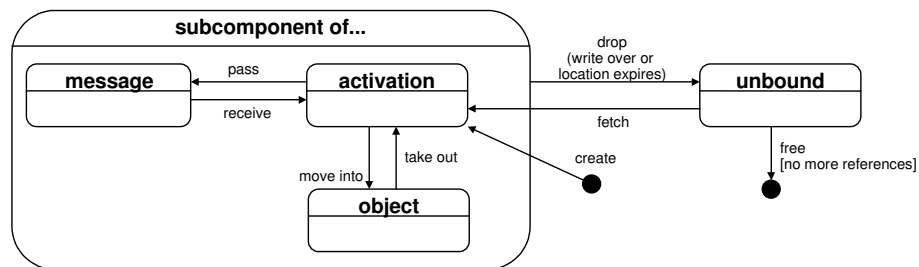 subcomponent of...
message
pass
receive
activation
move into
take out
object
drop
(write over or
location expires)
fetch
create
unbound
free
[no more references]